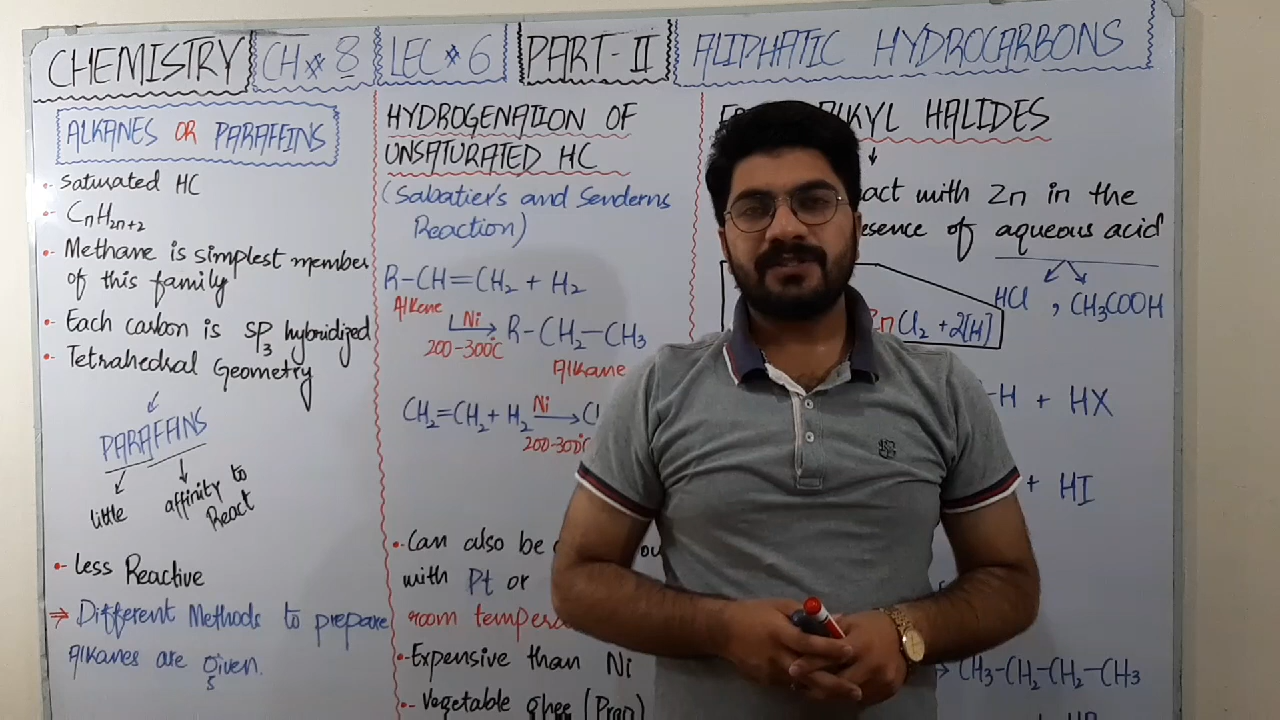 CHEMISTRY CH # 8 LEC # 6 PART-II ALIPHATIC HYDROCARBONS
ALKANES OR PARAFFINS
• Saturated HC
• CnH2n+2
• Methane is simplest member
of this family
• Each carbon is SP3 hybridized
• Tetrahedral Geometry
PARAFFINS
little
affinity to
React
• Less Reactive
⇒ Different Methods to prepare
Alkanes are Given.
HYDROGENATION OF
UNSATURATED HC
(Sabatier's and Senderns
Reaction)
R-CH=CH2 + H2
Alkene
Ni
200-300°C
R-CH2-CH3
Alkane
CH2=CH2 + H2
Ni
200-300°C
• Can also be
with Pt or
room
• Expensive than Ni
• Vegetable ghee (
ALKYL HALIDES
with Zn in the
of aqueous acid
HCl , CH3COOH
ZnCl2 + 2[H]
-H + HX
+ HI
CH3-CH2-CH2-CH3